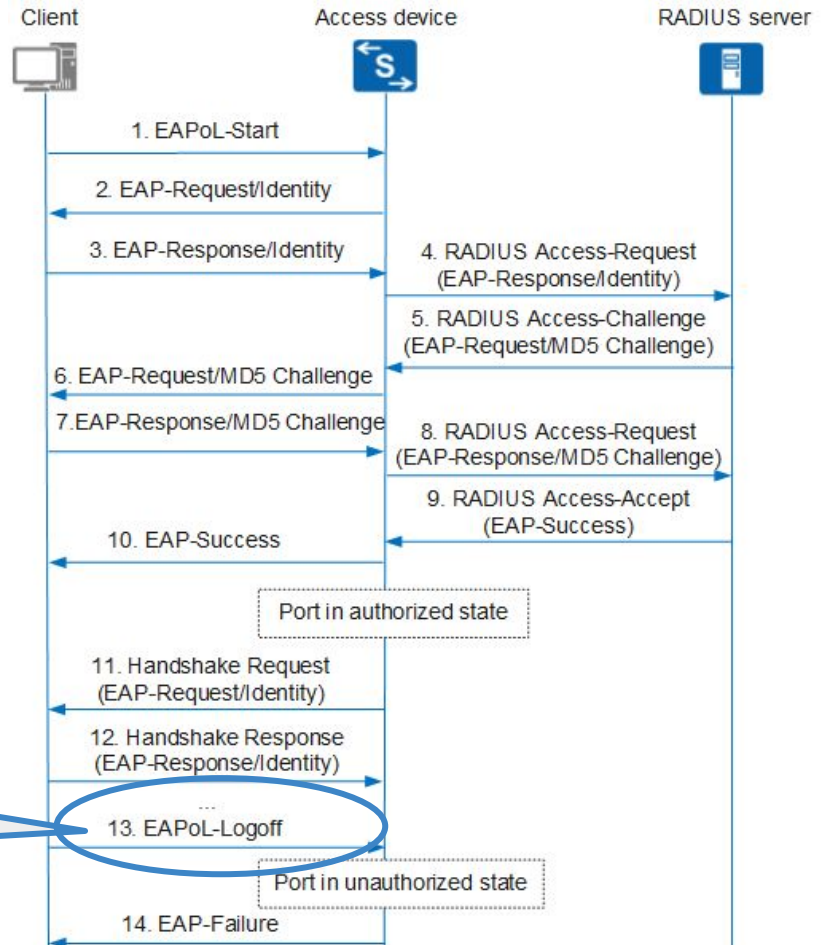 Client
Access device
RADIUS server
S
1. EAPoL-Start
2. EAP-Request/Identity
3. EAP-Response/Identity
4. RADIUS Access-Request
(EAP-Response/Identity)
5. RADIUS Access-Challenge
(EAP-Request/MD5 Challenge)
6. EAP-Request/MD5 Challenge
7.EAP-Response/MD5 Challenge
8. RADIUS Access-Request
(EAP-Response/MD5 Challenge)
9. RADIUS Access-Accept
(EAP-Success)
10. EAP-Success
Port in authorized state
11. Handshake Request
(EAP-Request/Identity)
12. Handshake Response
(EAP-Response/Identity)
...
13. EAPoL-Logoff
Port in unauthorized state
14. EAP-Failure